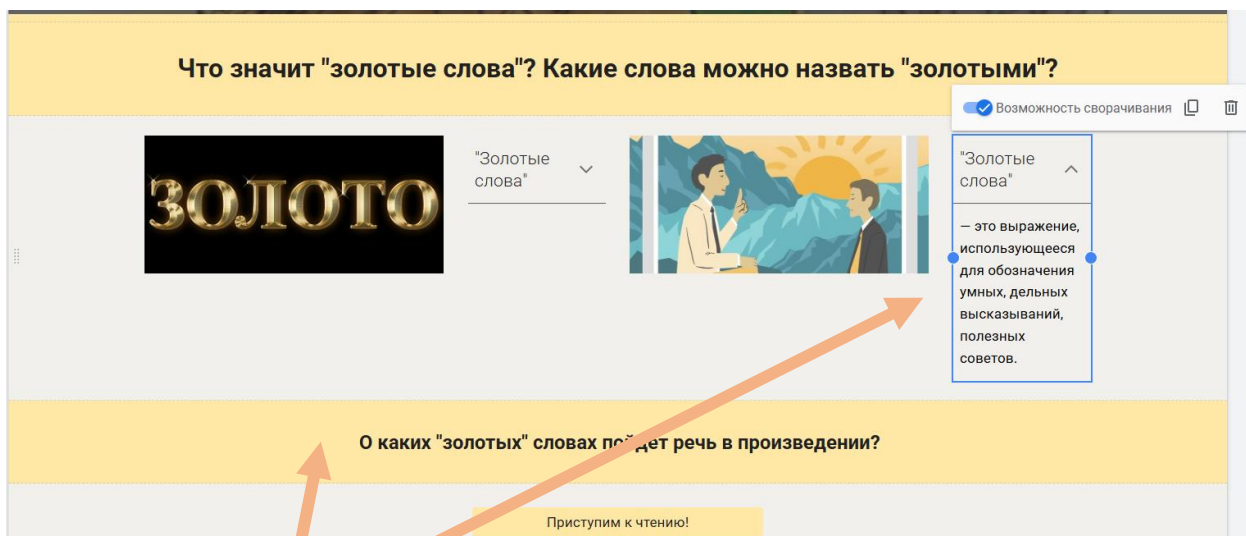 Что значит "золотые слова"? Какие слова можно назвать "золотыми"?
Возможность сворачивания
ЗОЛОТО
"Золотые
слова"
"Золотые
слова"
— это выражение,
использующееся
для обозначения
умных, дельных
высказываний,
полезных
советов.
О каких "золотых" словах пойдет речь в произведении?
Приступим к чтению!